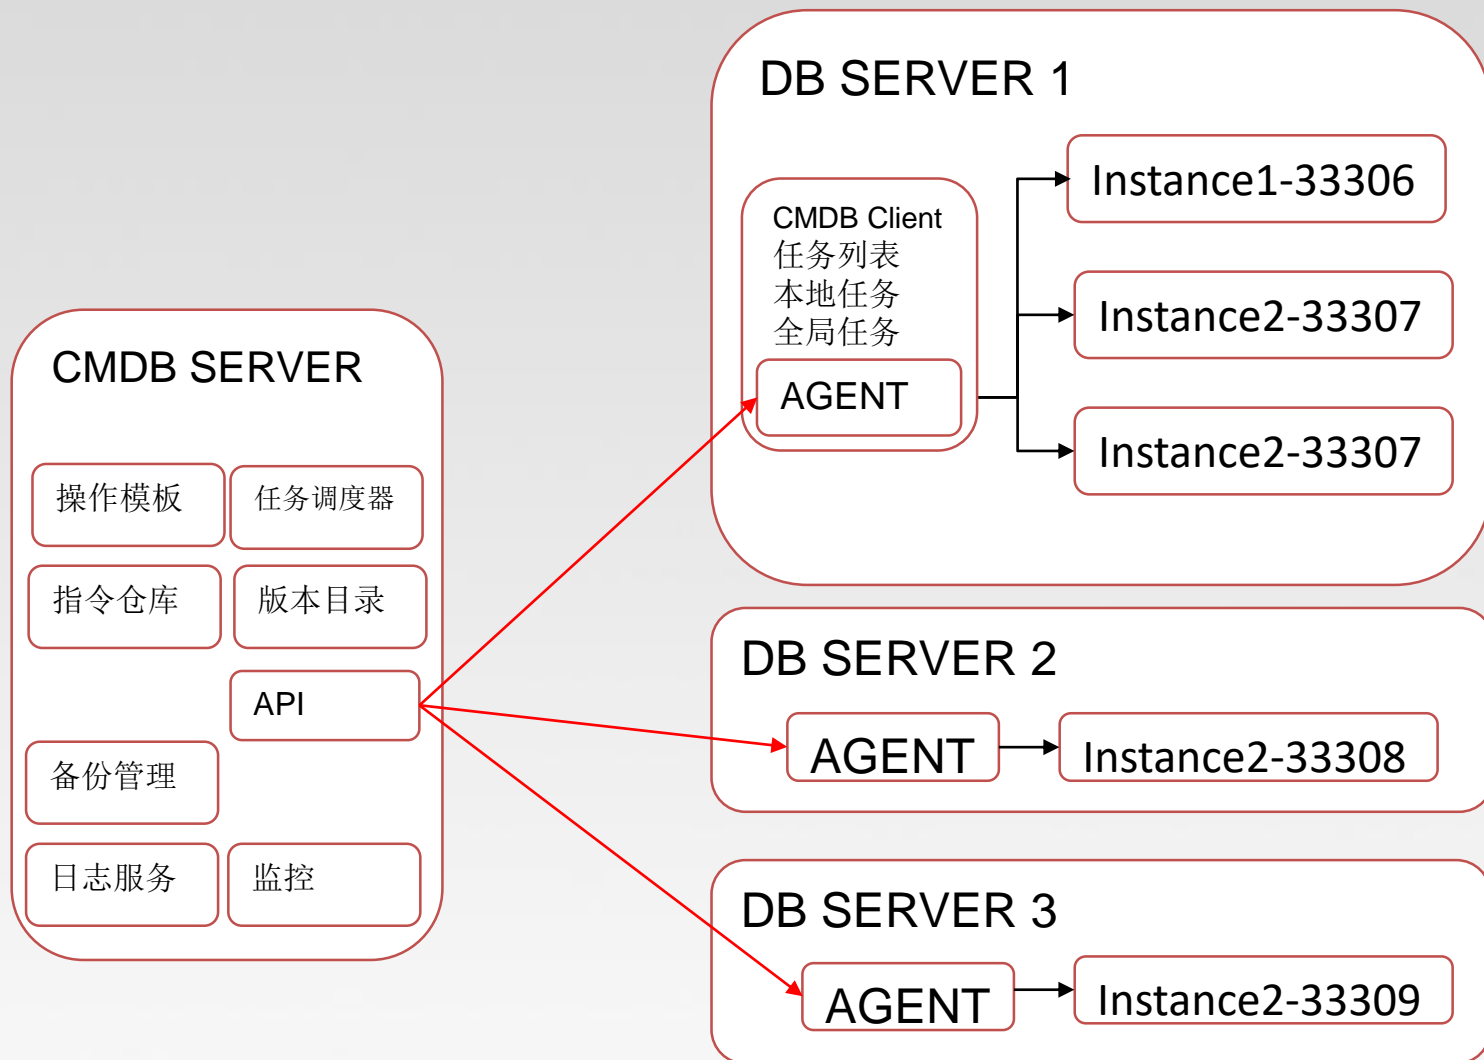 CMDB SERVER
操作模板
任务调度器
指令仓库
版本目录
API
备份管理
日志服务
监控
DB SERVER 1
CMDB Client
任务列表
本地任务
全局任务
AGENT
Instance1-33306
Instance2-33307
Instance2-33307
DB SERVER 2
AGENT
Instance2-33308
DB SERVER 3
AGENT
Instance2-33309